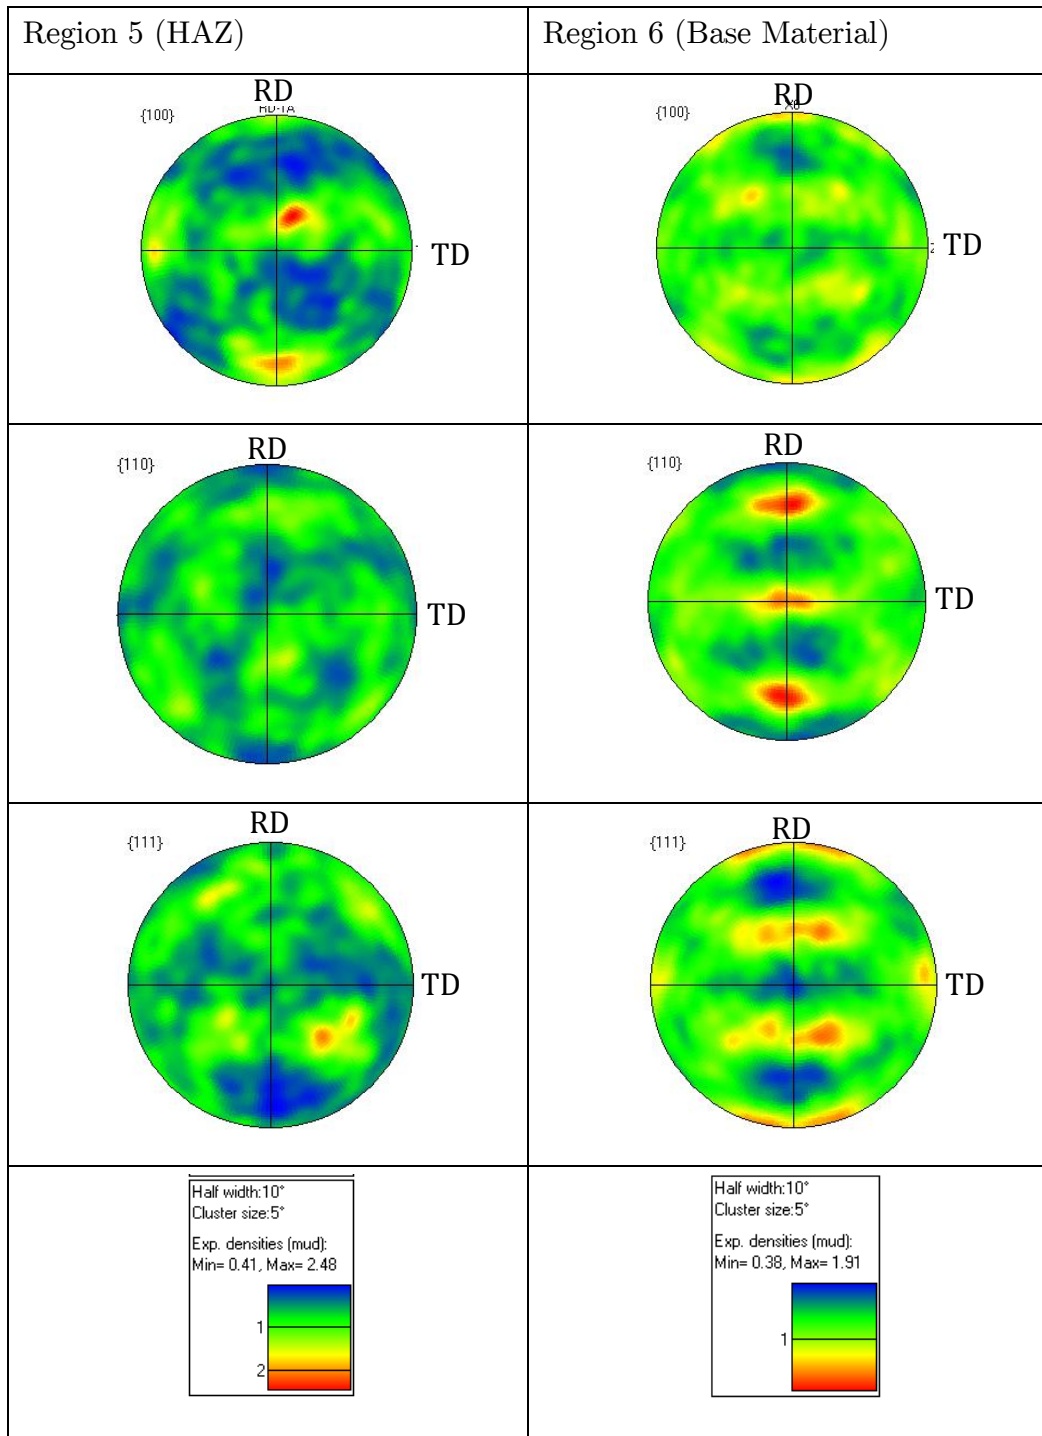 Region 5 (HAZ)
Region 6 (Base Material)
RD
{100}
TD
RD
X0
{100}
TD
RD
{110}
TD
RD
{110}
TD
RD
{111}
TD
RD
{111}
TD
Half width:10°
Cluster size:5°
Exp. densities (mud):
Min= 0.41, Max= 2.48
1
2
Half width:10°
Cluster size:5°
Exp. densities (mud):
Min= 0.38, Max= 1.91
1